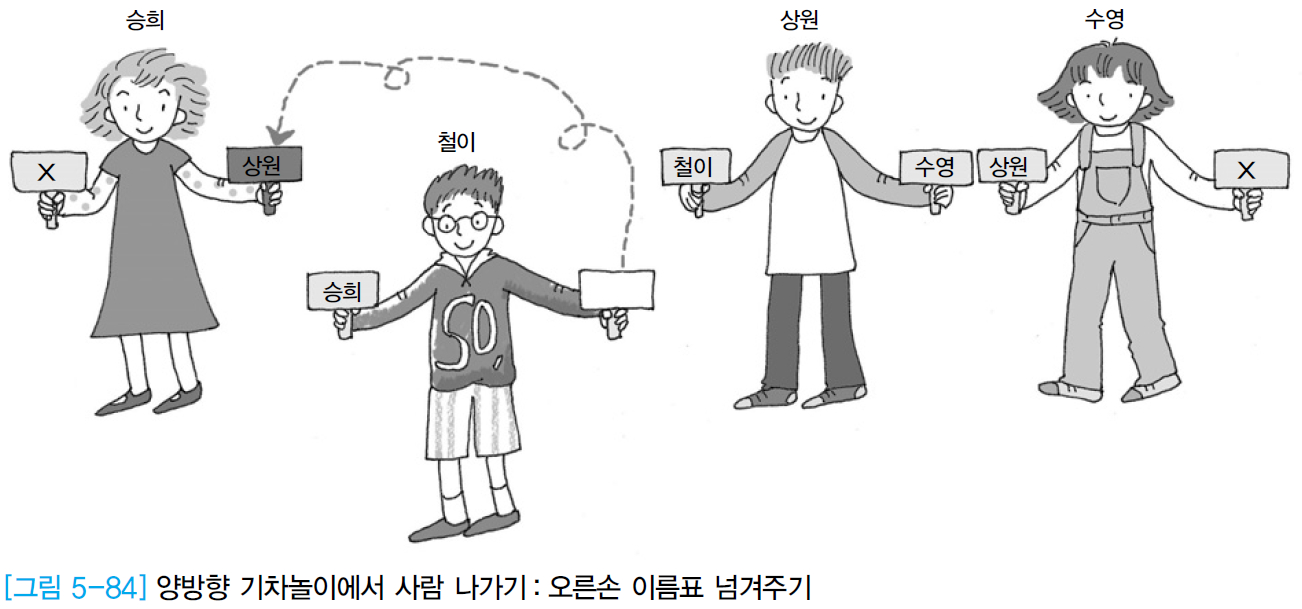 승희
상원
수영
X
상원
철이
철이
수영
상원
X
승희
SO,
[그림 5-84] 양방향 기차놀이에서 사람 나가기 : 오른손 이름표 넘겨주기